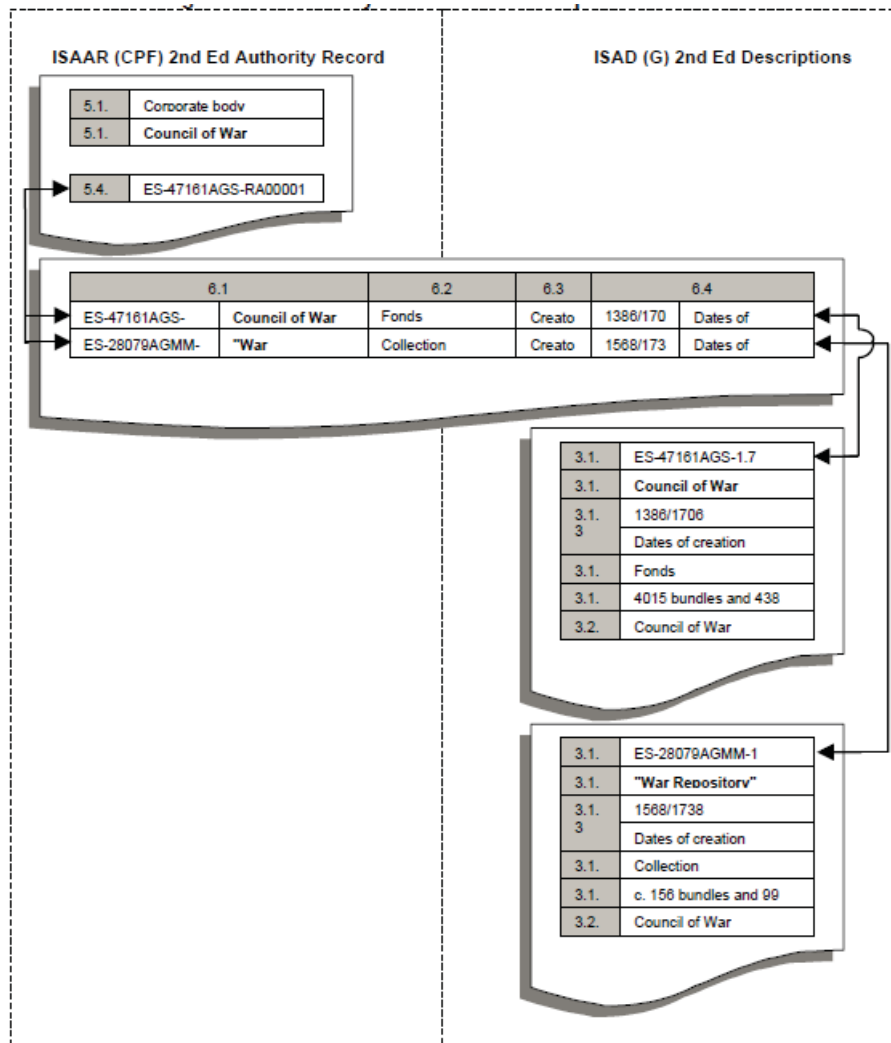 ISAAR (CPF) 2nd Ed Authority Record
ISAD (G) 2nd Ed Descriptions
5.1. Corporate body
5.1. Council of War
5.4. ES-47161AGS-RA00001
6.1 6.2 6.3 6.4
ES-47161AGS- Council of War Fonds Creato 1386/170 Dates of
ES-28079AGMM- "War Collection Creato 1568/173 Dates of
3.1. ES-47161AGS-1.7
3.1. Council of War
3.1. 1386/1706
3
Dates of creation
3.1. Fonds
3.1. 4015 bundles and 438
3.2. Council of War
3.1. ES-28079AGMM-1
3.1. "War Repository"
3.1. 1568/1738
3
Dates of creation
3.1. Collection
3.1. c. 156 bundles and 99
3.2. Council of War